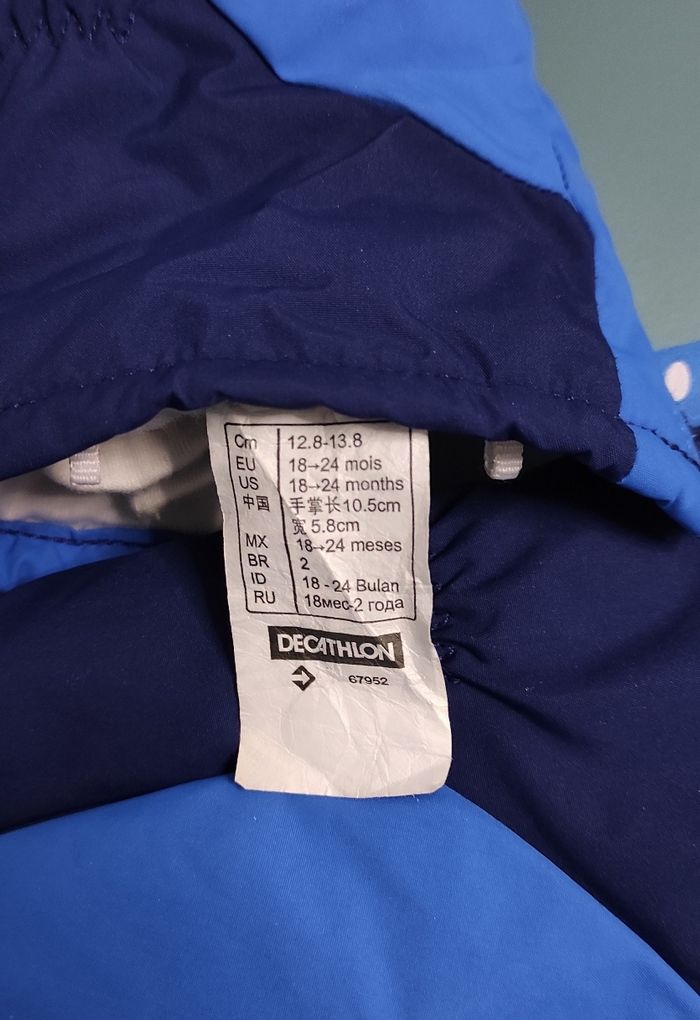 Cm 12.8-13.8
EU 18→24 mois
US 18→24 months
中国 手掌长10.5cm
宽5.8cm
MX 18→24 meses
BR 2
ID 18-24 Bulan
RU 18мес-2 года
DECATHLON
67952